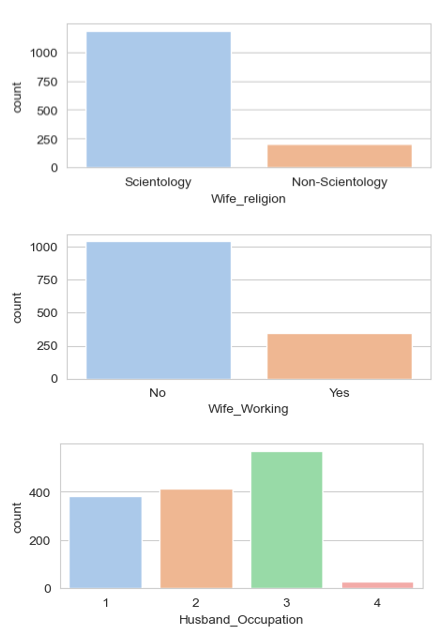 1000
750
500
250
0
count
Scientology Non-Scientology
Wife_religion
1000
750
500
250
0
count
No Yes
Wife_Working
400
200
0
count
1 2 3 4
Husband_Occupation